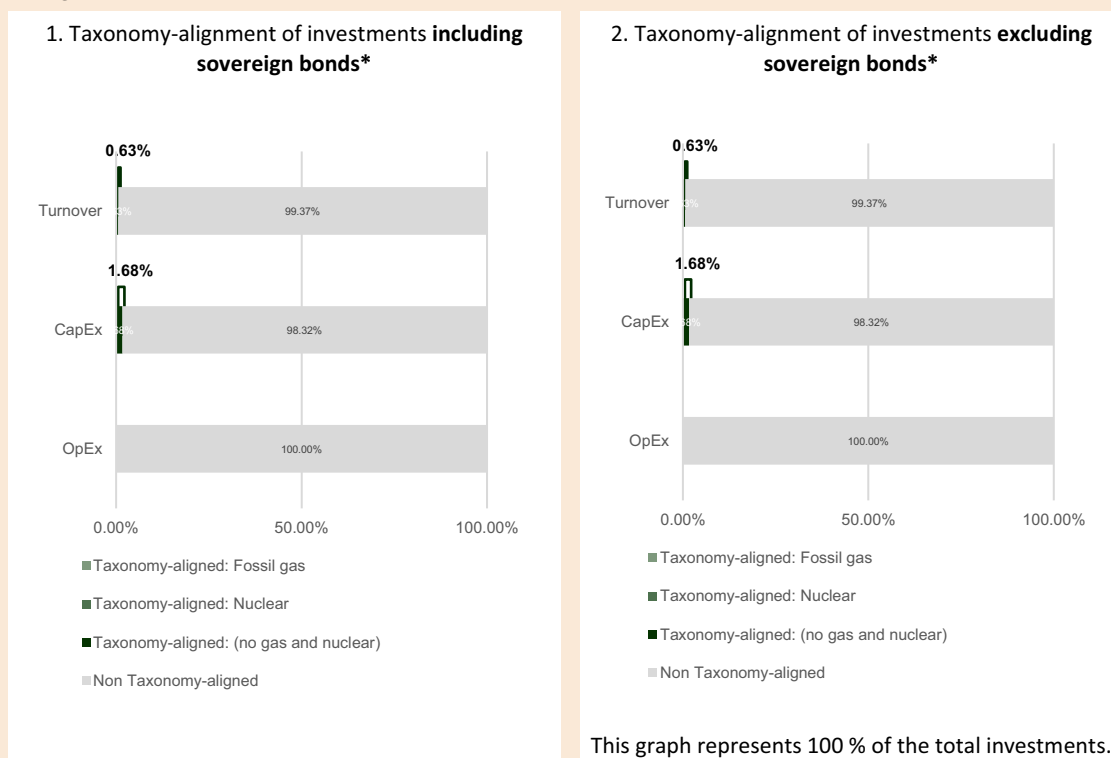 1. Taxonomy-alignment of investments including
sovereign bonds*
0.63%
Turnover
99.37%
1.68%
CapEx
98.32%
OpEx
100.00%
0.00%
50.00%
100.00%
Taxonomy-aligned: Fossil gas
Taxonomy-aligned: Nuclear
Taxonomy-aligned: (no gas and nuclear)
Non Taxonomy-aligned
2. Taxonomy-alignment of investments excluding
sovereign bonds*
0.63%
Turnover
99.37%
1.68%
CapEx
98.32%
OpEx
100.00%
0.00%
50.00%
100.00%
Taxonomy-aligned: Fossil gas
Taxonomy-aligned: Nuclear
Taxonomy-aligned: (no gas and nuclear)
Non Taxonomy-aligned
This graph represents 100 % of the total investments.